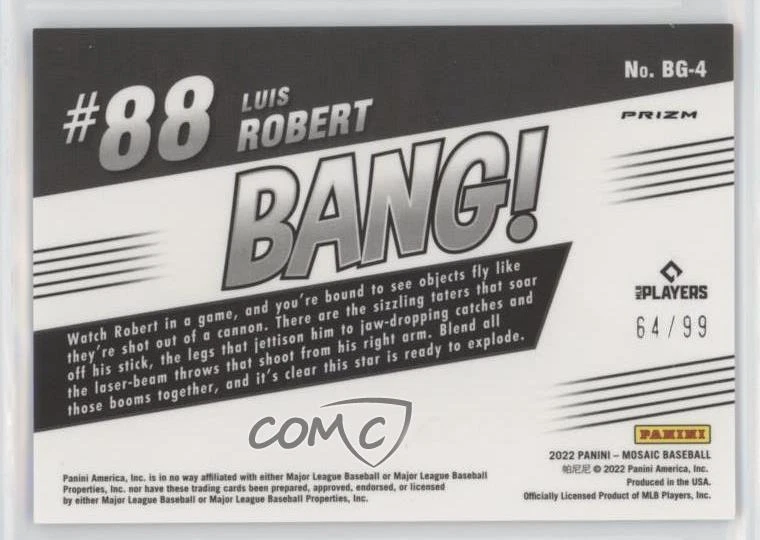 #88
LUIS
ROBERT
No. BG-4
PRIZM
BANG!
Watch Robert in a game, and you're bound to see objects fly like
they're shot out of a cannon. There are the sizzling taters that soar
off his stick, the legs that jettison him to jaw-dropping catches and
the laser-beam throws that shoot from his right arm. Blend all
those booms together, and it's clear this star is ready to explode.
MLB PLAYERS
64/99
COMC
PANINI
2022 PANINI – MOSAIC BASEBALL
帕尼尼 © 2022 Panini America, Inc.
Produced in the USA.
Officially Licensed Product of MLB Players, Inc.
Panini America, Inc. is in no way affiliated with either Major League Baseball or Major League Baseball
Properties, Inc. nor have these trading cards been prepared, approved, endorsed, or licensed
by either Major League Baseball or Major League Baseball Properties, Inc.